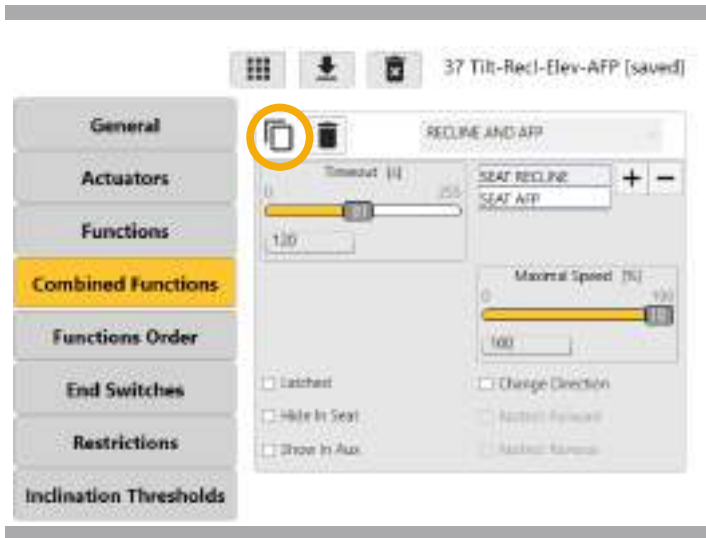 37 Tilt-Recl-Elev-AFP [saved]
General
Actuators
Functions
Combined Functions
Functions Order
End Switches
Restrictions
Inclination Thresholds
RECLINE AND AFP
Timeout [s]
0
255
120
SEAT RECLINE
SEAT AFP
+ −
Maximal Speed [%]
0
100
100
Latched
Hide In Seat
Show In Aux
Change Direction